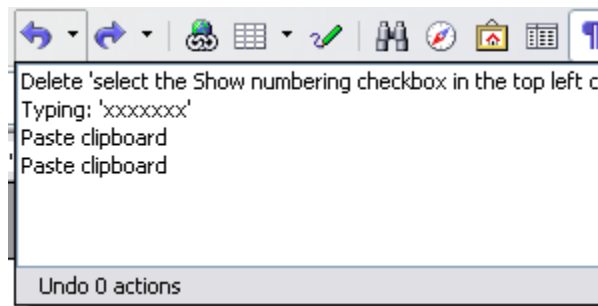 Delete 'select the Show numbering checkbox in the top left c
Typing: 'xxxxxxx'
Paste clipboard
Paste clipboard
Undo 0 actions